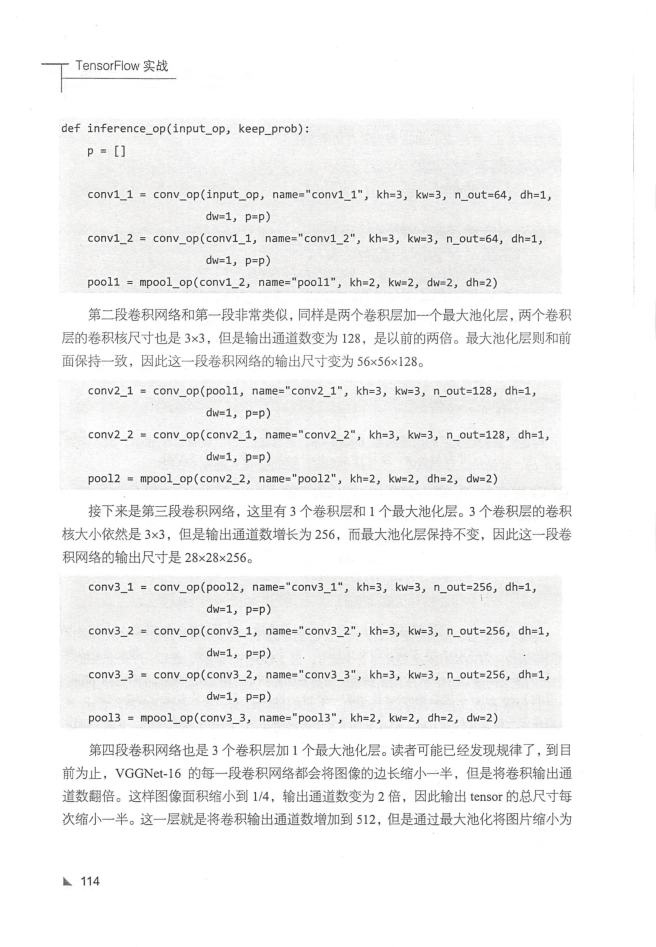 TensorFlow 实战
def inference_op(input_op, keep_prob):
p = []
conv1_1 = conv_op(input_op, name="conv1_1", kh=3, kw=3, n_out=64, dh=1,
dw=1, p=p)
conv1_2 = conv_op(conv1_1, name="conv1_2", kh=3, kw=3, n_out=64, dh=1,
dw=1, p=p)
pool1 = mpool_op(conv1_2, name="pool1", kh=2, kw=2, dw=2, dh=2)
第二段卷积网络和第一段非常类似，同样是两个卷积层加一个最大池化层，两个卷积
层的卷积核尺寸也是 3×3，但是输出通道数变为 128，是以前的两倍。最大池化层则和前
面保持一致，因此这一段卷积网络的输出尺寸变为 56×56×128。
conv2_1 = conv_op(pool1, name="conv2_1", kh=3, kw=3, n_out=128, dh=1,
dw=1, p=p)
conv2_2 = conv_op(conv2_1, name="conv2_2", kh=3, kw=3, n_out=128, dh=1,
dw=1, p=p)
pool2 = mpool_op(conv2_2, name="pool2", kh=2, kw=2, dh=2, dw=2)
接下来是第三段卷积网络，这里有 3 个卷积层和 1 个最大池化层。3 个卷积层的卷积
核大小依然是 3×3，但是输出通道数增长为 256，而最大池化层保持不变，因此这一段卷
积网络的输出尺寸是 28×28×256。
conv3_1 = conv_op(pool2, name="conv3_1", kh=3, kw=3, n_out=256, dh=1,
dw=1, p=p)
conv3_2 = conv_op(conv3_1, name="conv3_2", kh=3, kw=3, n_out=256, dh=1,
dw=1, p=p)
conv3_3 = conv_op(conv3_2, name="conv3_3", kh=3, kw=3, n_out=256, dh=1,
dw=1, p=p)
pool3 = mpool_op(conv3_3, name="pool3", kh=2, kw=2, dh=2, dw=2)
第四段卷积网络也是 3 个卷积层加 1 个最大池化层。读者可能已经发现规律了，到目
前为止，VGGNet-16 的每一段卷积网络都会将图像的边长缩小一半，但是将卷积输出通
道数翻倍。这样图像面积缩小到 1/4，输出通道数变为 2 倍，因此输出 tensor 的总尺寸每
次缩小一半。这一层就是将卷积输出通道数增加到 512，但是通过最大池化将图片缩小为
114